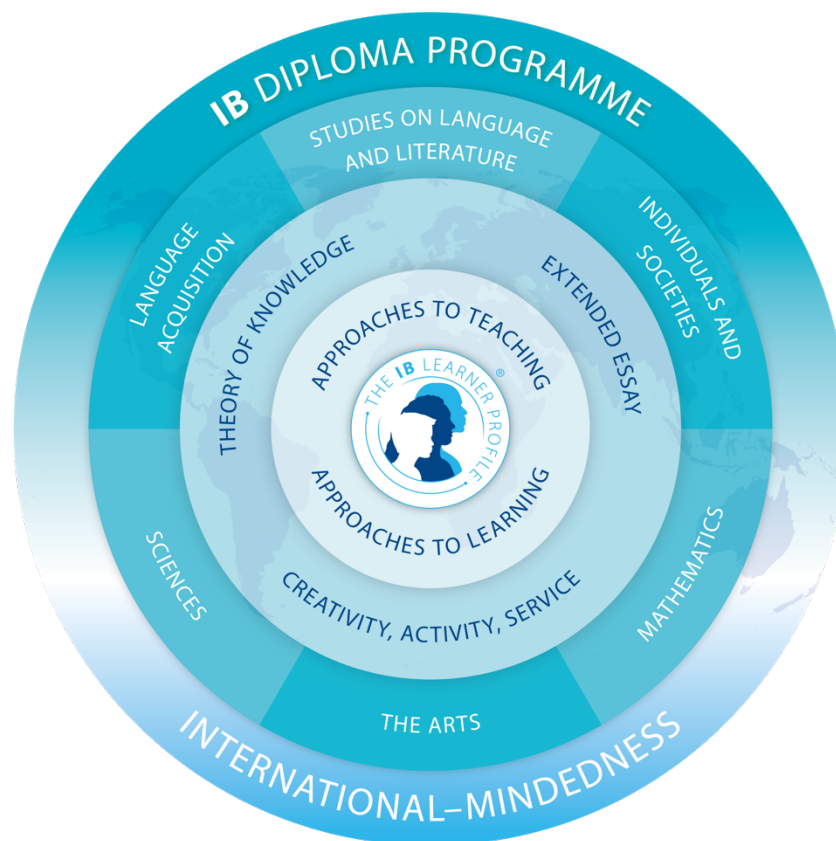 IB DIPLOMA PROGRAMME
STUDIES ON LANGUAGE
AND LITERATURE
LANGUAGE
ACQUISITION
INDIVIDUALS AND
SOCIETIES
THEORY OF KNOWLEDGE
EXTENDED ESSAY
APPROACHES TO TEACHING
THE IB LEARNER PROFILE
®
APPROACHES TO LEARNING
CREATIVITY, ACTIVITY, SERVICE
SCIENCES
MATHEMATICS
THE ARTS
INTERNATIONAL–MINDEDNESS